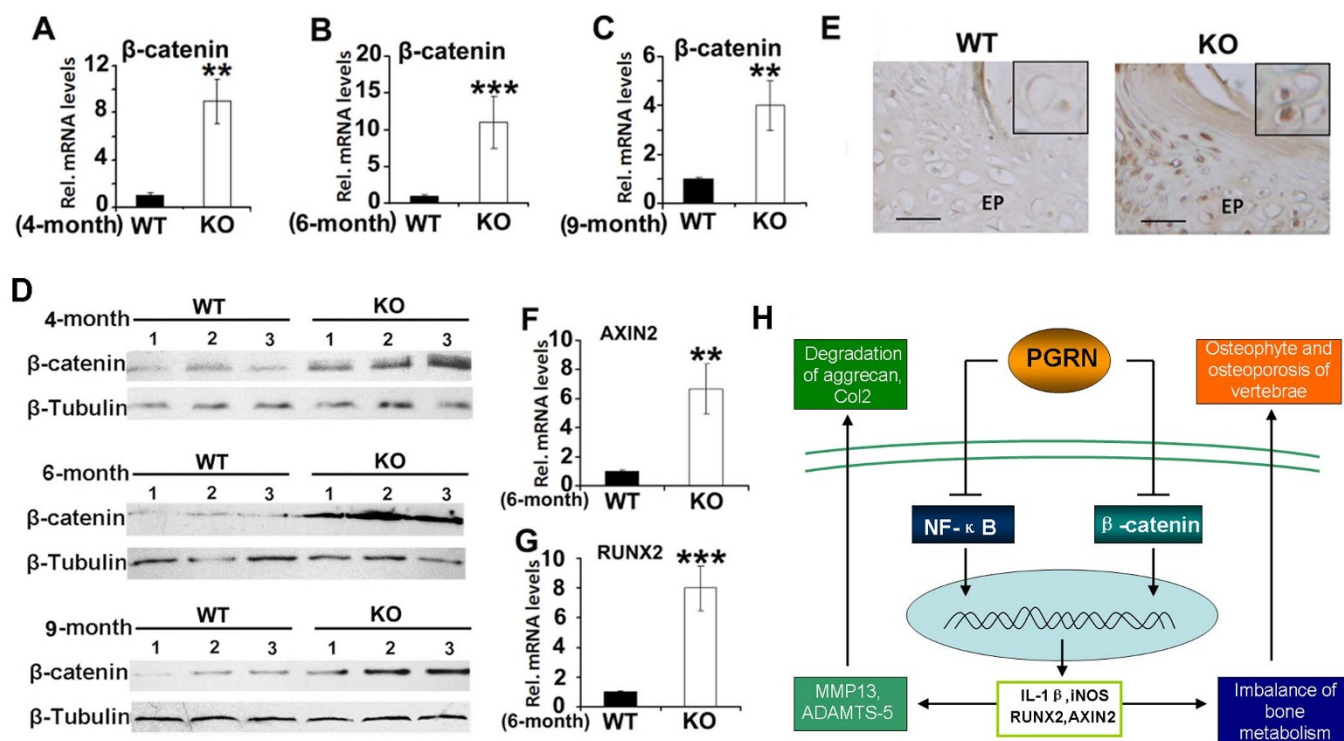 A
β-catenin
Rel. mRNA levels
12
8
4
0
**
(4-month)
WT
KO
B
β-catenin
Rel. mRNA levels
20
15
10
5
0
***
(6-month)
WT
KO
C
β-catenin
Rel. mRNA levels
6
4
2
0
**
(9-month)
WT
KO
E
WT
KO
EP
EP
D
4-month
WT
KO
1 2 3 1 2 3
β-catenin
β-Tubulin
6-month
WT
KO
1 2 3 1 2 3
β-catenin
β-Tubulin
9-month
WT
KO
1 2 3 1 2 3
β-catenin
β-Tubulin
F
AXIN2
Rel. mRNA levels
10
8
6
4
2
0
**
(6-month)
WT
KO
G
RUNX2
Rel. mRNA levels
10
8
6
4
2
0
***
(6-month)
WT
KO
H
Degradation
of aggrecan,
Col2
PGRN
Osteophyte and
osteoporosis of
vertebrae
NF-κB
β-catenin
MMP13,
ADAMTS-5
IL-1β,iNOS
RUNX2,AXIN2
Imbalance of
bone
metabolism